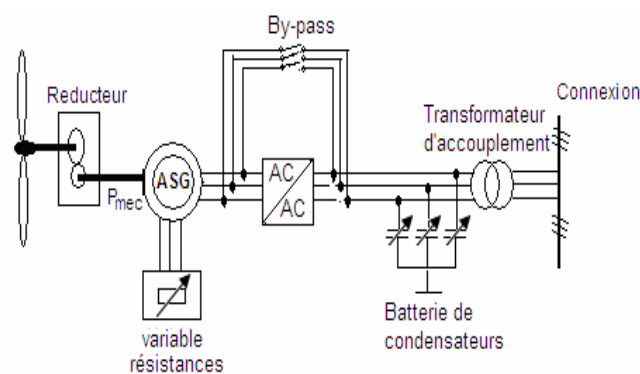 By-pass
Reducteur
Transformateur
d'accouplement
Connexion
ASG
AC
AC
Pmec
Batterie de
condensateurs
variable
résistances